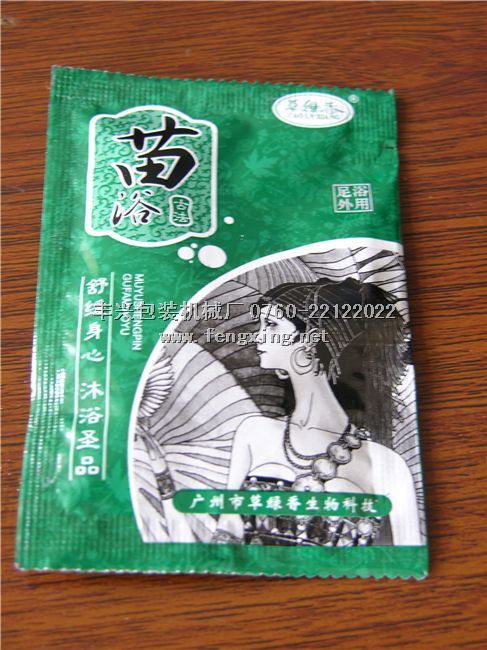 苗
浴
古法
足浴
外用
MUYUSHENGPIN
GUFAMIAOYU
舒缓身心 沐浴圣品
丰兴包装机械厂 0760-22122022
www.fengxing.net
广州市草绿香生物科技